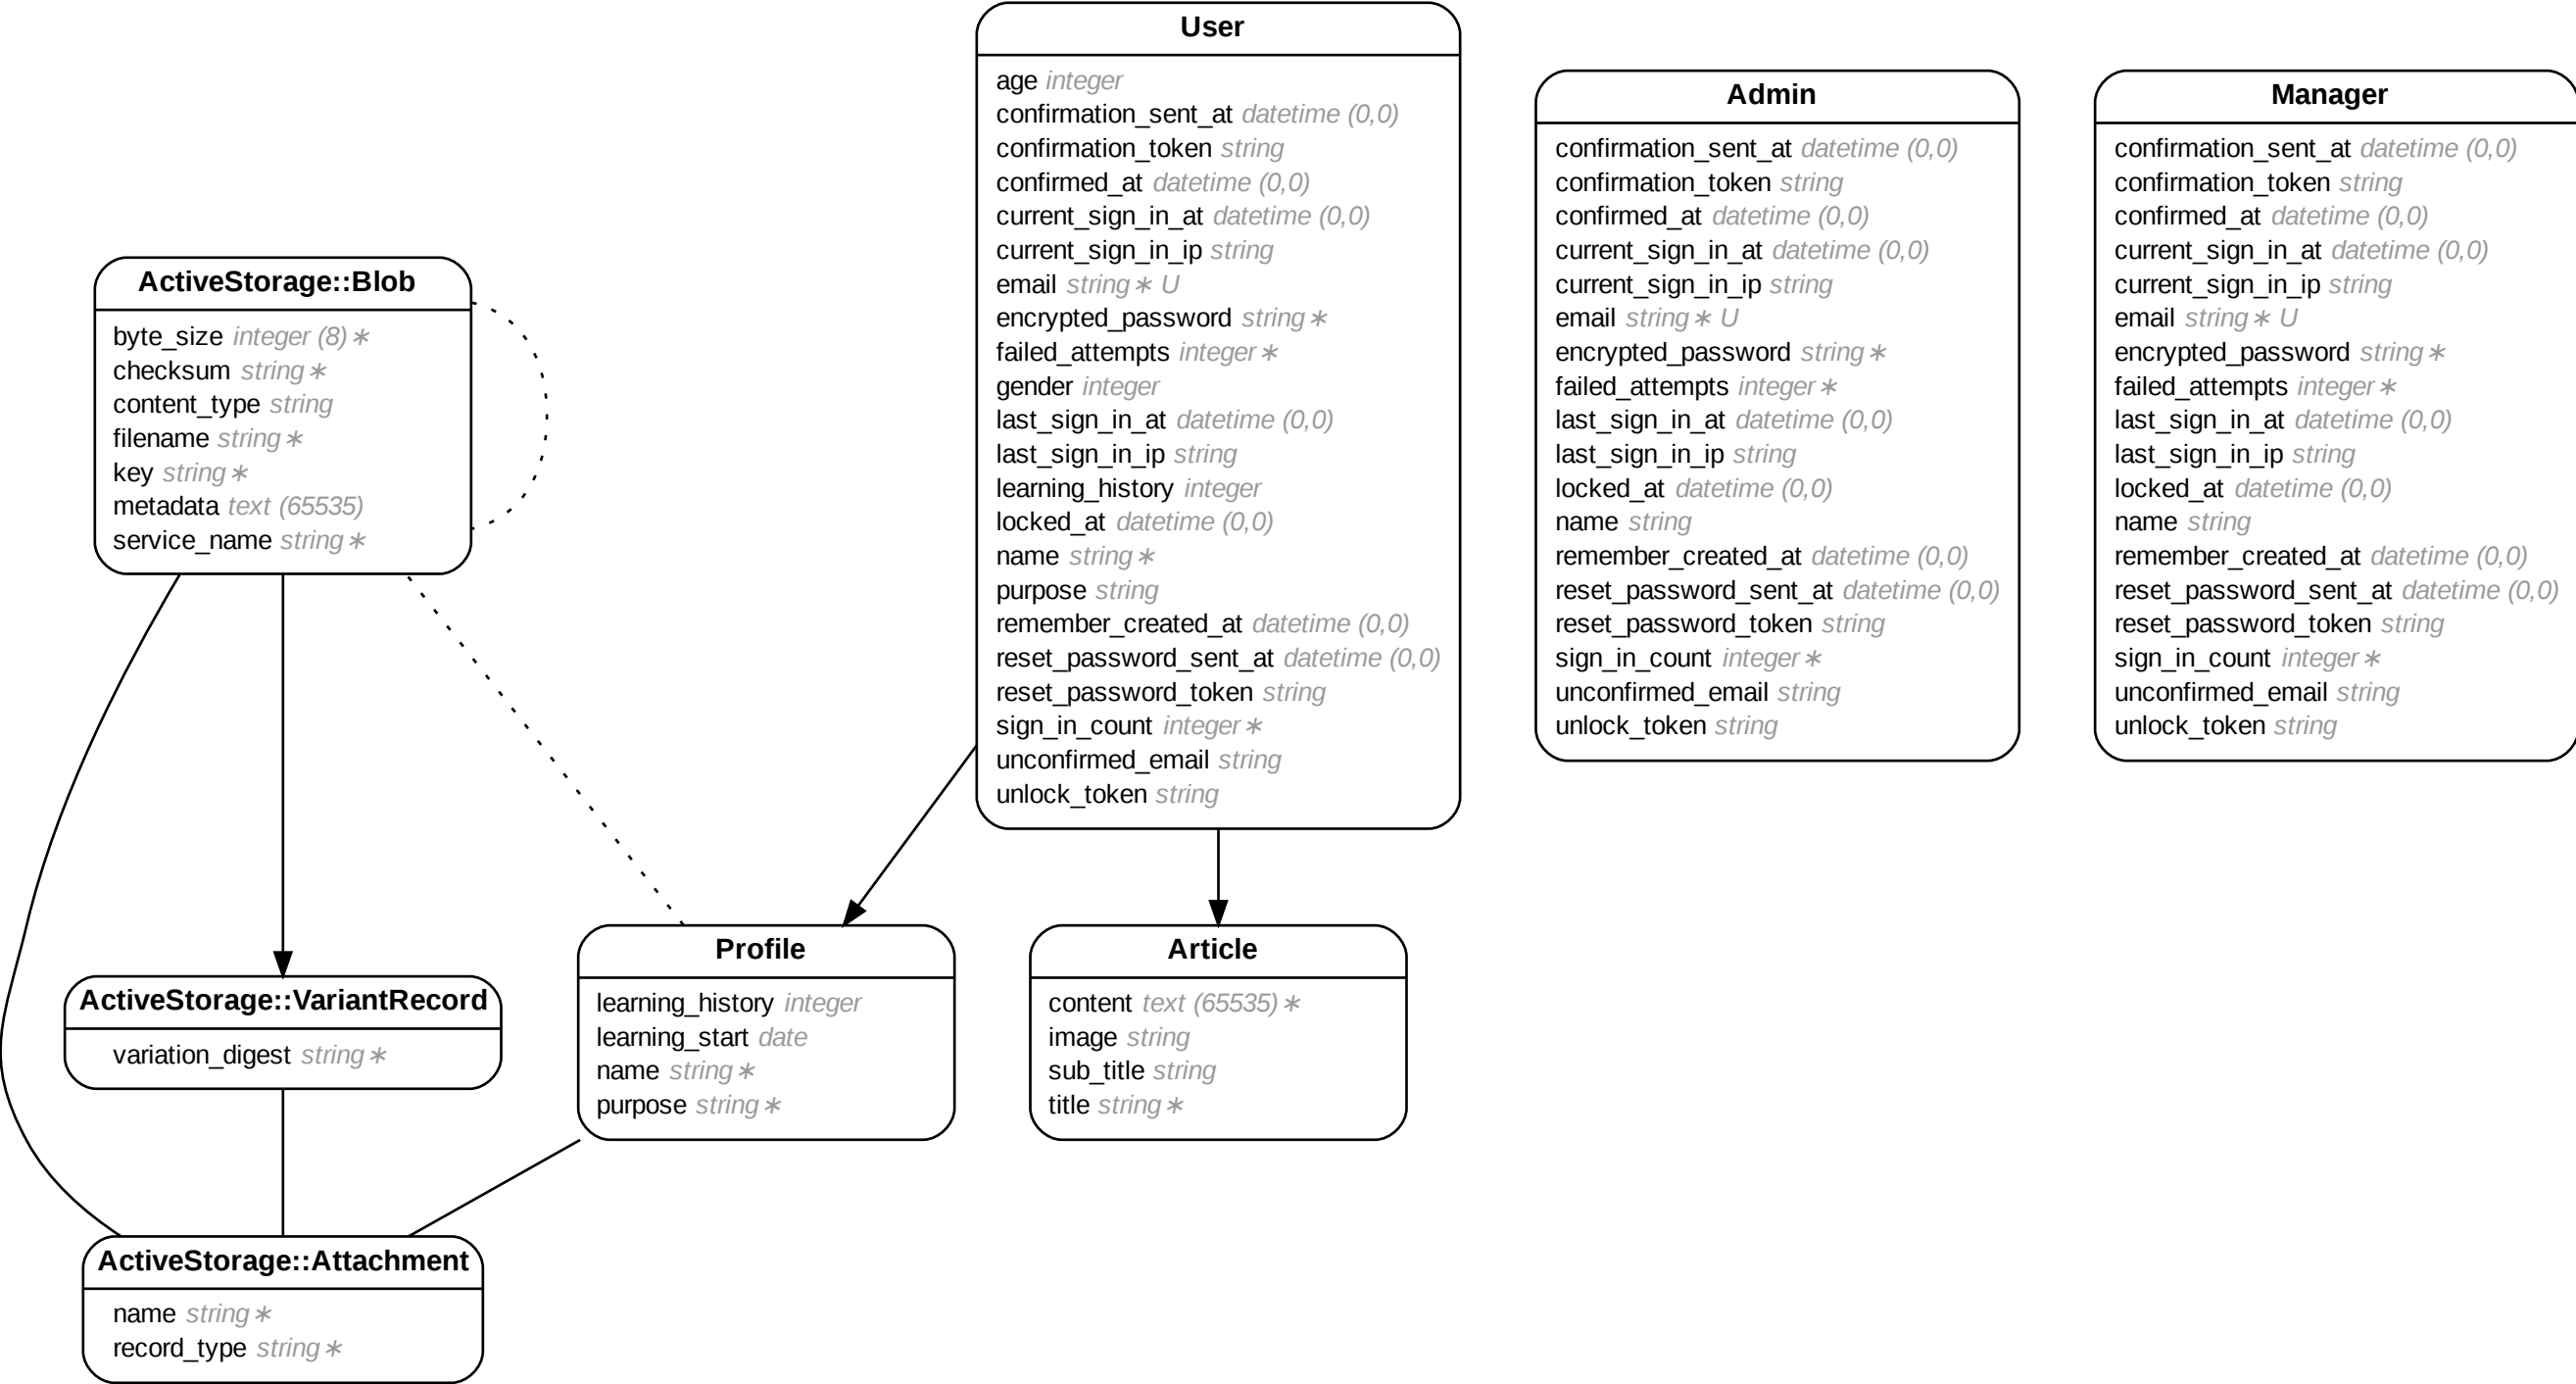 User
age integer
confirmation_sent_at datetime (0,0)
confirmation_token string
confirmed_at datetime (0,0)
current_sign_in_at datetime (0,0)
current_sign_in_ip string
email string∗ U
encrypted_password string∗
failed_attempts integer∗
gender integer
last_sign_in_at datetime (0,0)
last_sign_in_ip string
learning_history integer
locked_at datetime (0,0)
name string∗
purpose string
remember_created_at datetime (0,0)
reset_password_sent_at datetime (0,0)
reset_password_token string
sign_in_count integer∗
unconfirmed_email string
unlock_token string
Admin
confirmation_sent_at datetime (0,0)
confirmation_token string
confirmed_at datetime (0,0)
current_sign_in_at datetime (0,0)
current_sign_in_ip string
email string∗ U
encrypted_password string∗
failed_attempts integer∗
last_sign_in_at datetime (0,0)
last_sign_in_ip string
locked_at datetime (0,0)
name string
remember_created_at datetime (0,0)
reset_password_sent_at datetime (0,0)
reset_password_token string
sign_in_count integer∗
unconfirmed_email string
unlock_token string
Manager
confirmation_sent_at datetime (0,0)
confirmation_token string
confirmed_at datetime (0,0)
current_sign_in_at datetime (0,0)
current_sign_in_ip string
email string∗ U
encrypted_password string∗
failed_attempts integer∗
last_sign_in_at datetime (0,0)
last_sign_in_ip string
locked_at datetime (0,0)
name string
remember_created_at datetime (0,0)
reset_password_sent_at datetime (0,0)
reset_password_token string
sign_in_count integer∗
unconfirmed_email string
unlock_token string
ActiveStorage::Blob
byte_size integer (8)∗
checksum string∗
content_type string
filename string∗
key string∗
metadata text (65535)
service_name string∗
ActiveStorage::VariantRecord
variation_digest string∗
Profile
learning_history integer
learning_start date
name string∗
purpose string∗
Article
content text (65535)∗
image string
sub_title string
title string∗
ActiveStorage::Attachment
name string∗
record_type string∗